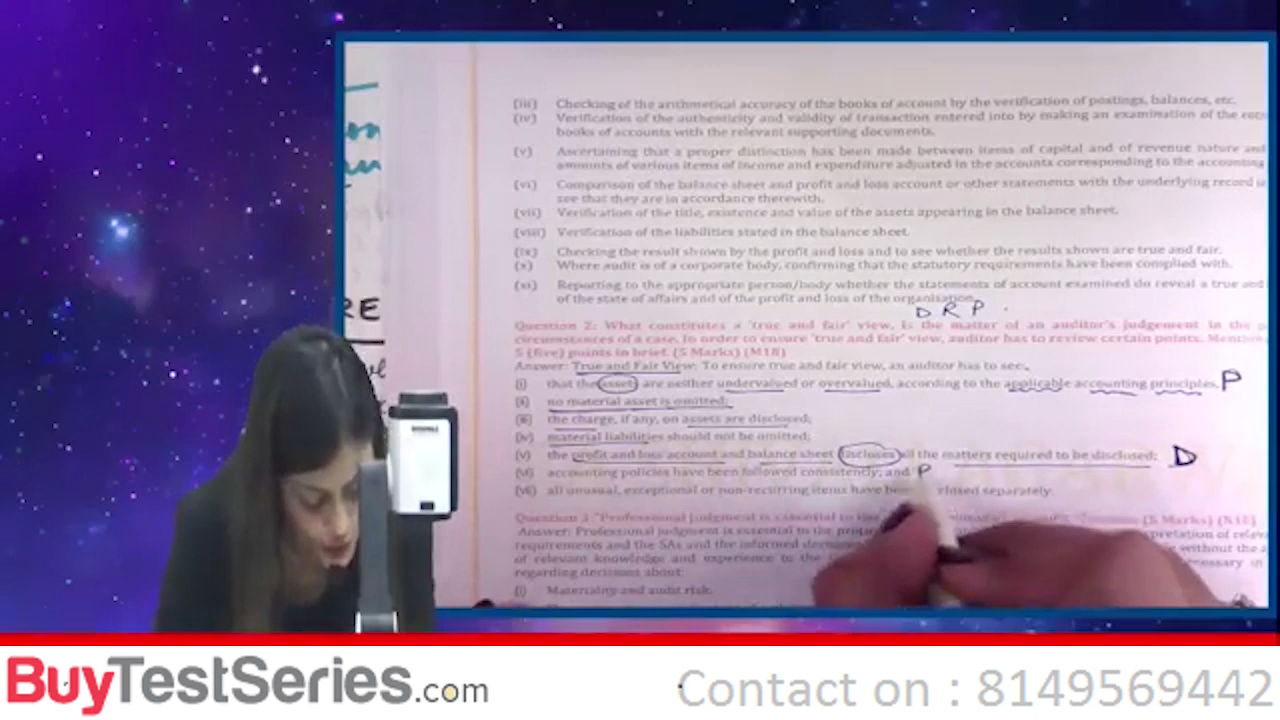 (iii) Checking of the arithmetical accuracy of the books of account by the verification of postings, balances, etc.
(iv) Verification of the authenticity and validity of transaction entered into by making an examination of the
books of accounts with the relevant supporting documents.
(v) Ascertaining that a proper distinction has been made between items of capital and of revenue nature and
amounts of various items of income and expenditure adjusted in the accounts corresponding to the accounting
(vi) Comparison of the balance sheet and profit and loss account or other statements with the underlying record
see that they are in accordance therewith.
(vii) Verification of the title, existence and value of the assets appearing in the balance sheet.
(viii) Verification of the liabilities stated in the balance sheet.
(ix) Checking the result shown by the profit and loss and to see whether the results shown are true and fair.
(x) Where audit is of a corporate body, confirming that the statutory requirements have been complied with.
(xi) Reporting to the appropriate person/body whether the statements of account examined do reveal a true and
of the state of affairs and of the profit and loss of the organisation.
RE
D R P
Question 2: What constitutes a 'true and fair' view, is the matter of an auditor's judgement in the
circumstances of a case. In order to ensure 'true and fair' view, auditor has to review certain points. Mention
5 (five) points in brief. (5 Marks) (M18)
Answer: True and Fair View: To ensure true and fair view, an auditor has to see:
(i) that the asset are neither undervalued or overvalued, according to the applicable accounting principles, P
(ii) no material asset is omitted;
(iii) the charge, if any, on assets are disclosed;
(iv) material liabilities should not be omitted;
(v) the profit and loss account and balance sheet discloses all the matters required to be disclosed; D
(vi) accounting policies have been followed consistently; and P
(vii) all unusual, exceptional or non-recurring items have been closed separately.
Question 3 "Professional judgment is essential to the (5 Marks) (N18)
Answer: Professional judgment is essential to the
requirements and the SAs and the informed without the
of relevant knowledge and experience to the
regarding decisions about:
(i) Materiality and audit risk.
BuyTestSeries.com
Contact on : 8149569442